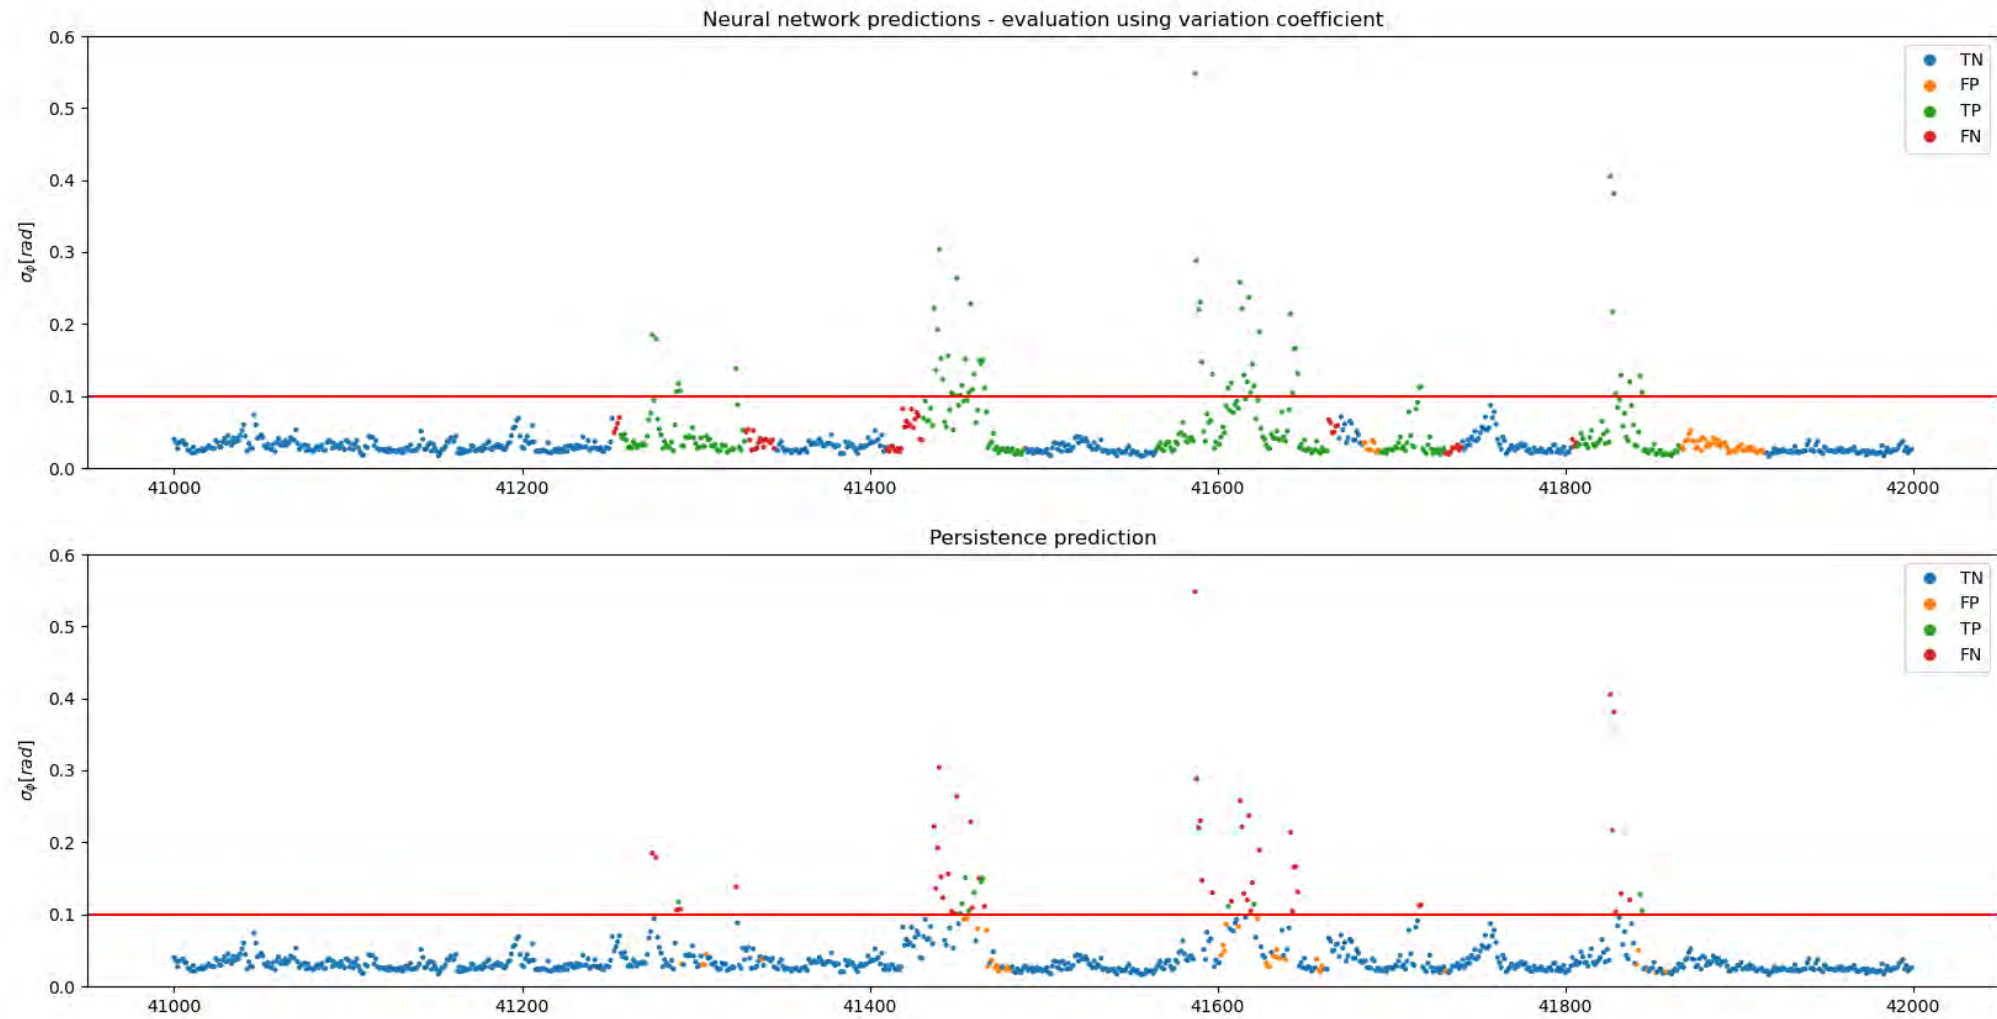 Neural network predictions - evaluation using variation coefficient
0.6
0.5
0.4
0.3
0.2
0.1
0.0
σϕ[rad]
TN
FP
TP
FN
41000 41200 41400 41600 41800 42000
Persistence prediction
0.6
0.5
0.4
0.3
0.2
0.1
0.0
σϕ[rad]
TN
FP
TP
FN
41000 41200 41400 41600 41800 42000